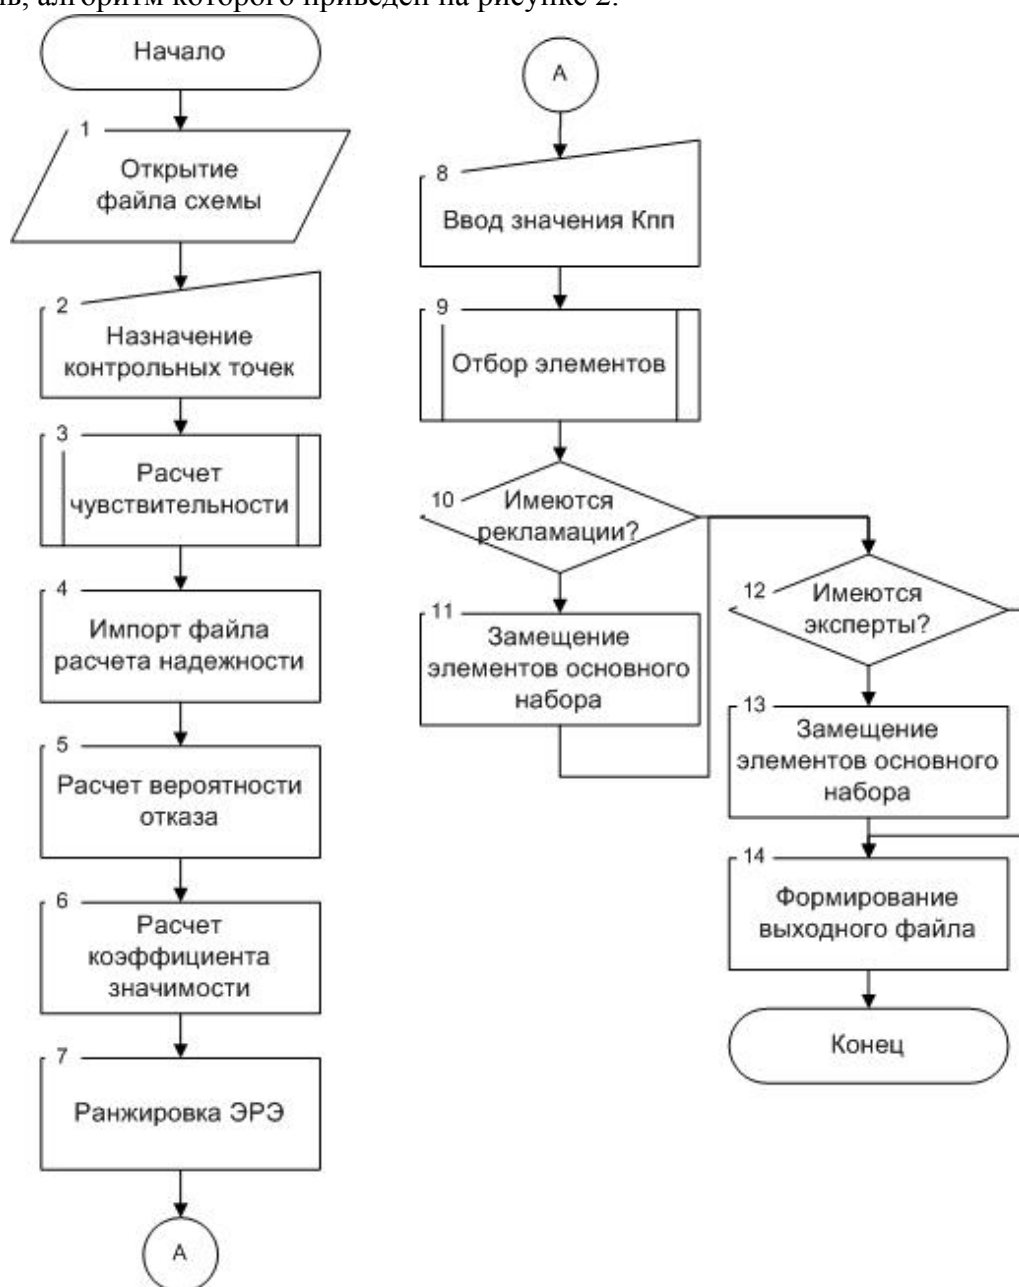 алгоритм которого приведен на рисунке 2.
Начало
1
Открытие
файла схемы
2
Назначение
контрольных точек
3
Расчет
чувствительности
4
Импорт файла
расчета надежности
5
Расчет вероятности
отказа
6
Расчет
коэффициента
значимости
7
Ранжировка ЭРЭ
А
А
8
Ввод значения Кпп
9
Отбор элементов
10
Имеются
рекламации?
11
Замещение
элементов основного
набора
12
Имеются
эксперты?
13
Замещение
элементов основного
набора
14
Формирование
выходного файла
Конец